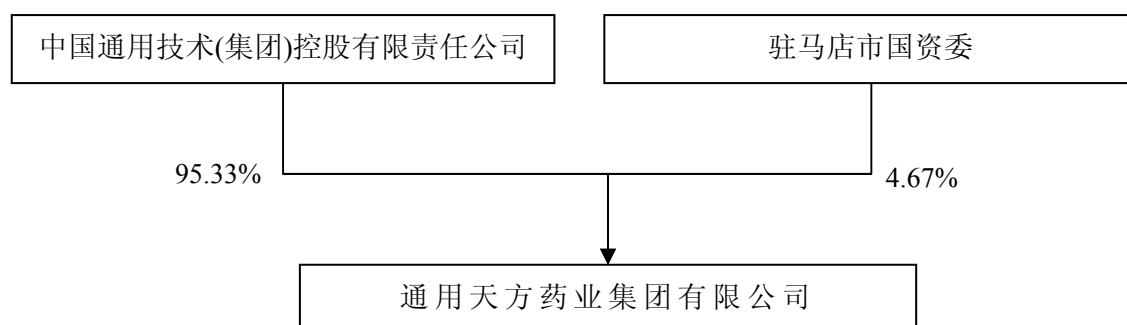 中国通用技术(集团)控股有限责任公司
驻马店市国资委
95.33%
4.67%
通用天方药业集团有限公司